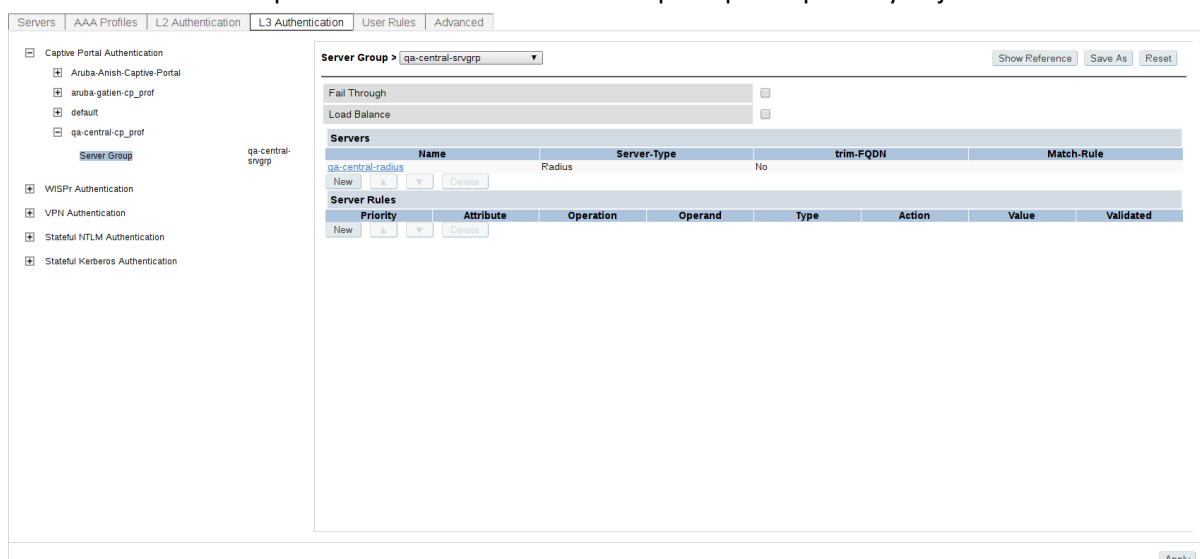 Servers AAA Profiles L2 Authentication L3 Authentication User Rules Advanced
Captive Portal Authentication
Aruba-Anish-Captive-Portal
aruba-gatien-cp_prof
default
qa-central-cp_prof
Server Group qa-central-srvgrp
WISPr Authentication
VPN Authentication
Stateful NTLM Authentication
Stateful Kerberos Authentication
Server Group > qa-central-srvgrp Show Reference Save As Reset
Fail Through
Load Balance
Servers
Name Server-Type trim-FQDN Match-Rule
qa-central-radius Radius No
New Delete
Server Rules
Priority Attribute Operation Operand Type Action Value Validated
New Delete
Apply